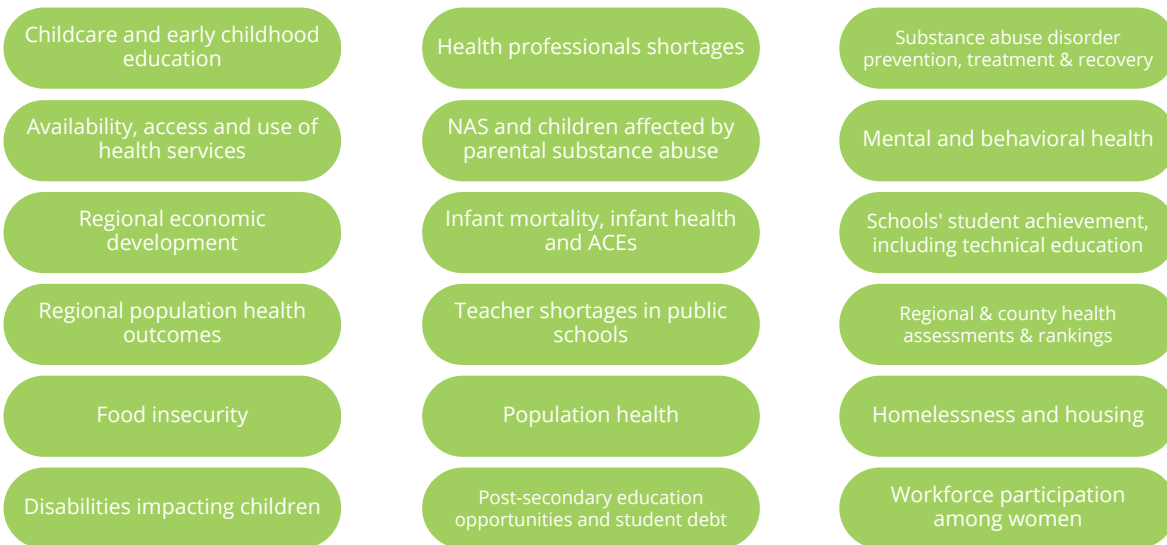 Childcare and early childhood
education
Health professionals shortages
Substance abuse disorder
prevention, treatment & recovery
Availability, access and use of
health services
NAS and children affected by
parental substance abuse
Mental and behavioral health
Regional economic
development
Infant mortality, infant health
and ACEs
Schools' student achievement,
including technical education
Regional population health
outcomes
Teacher shortages in public
schools
Regional & county health
assessments & rankings
Food insecurity
Population health
Homelessness and housing
Disabilities impacting children
Post-secondary education
opportunities and student debt
Workforce participation
among women